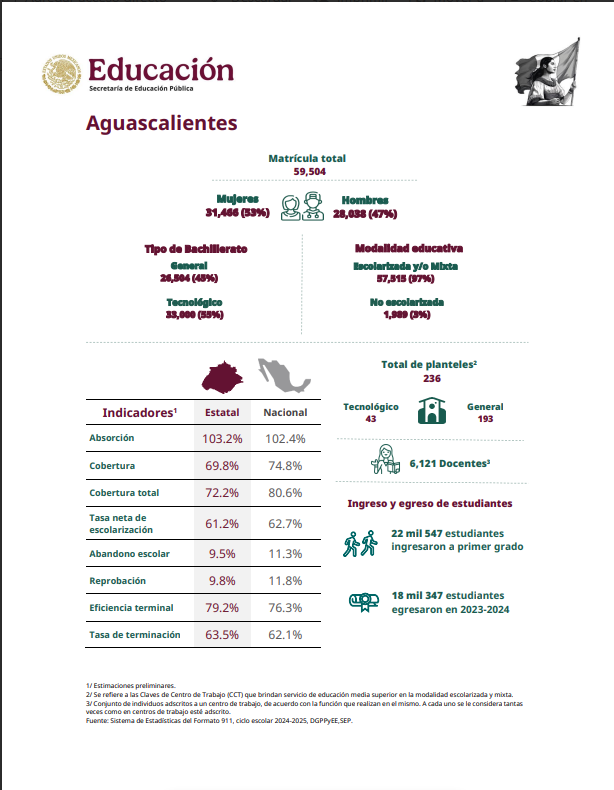 Educación
Secretaría de Educación Pública
Aguascalientes
Matrícula total
59,504
Mujeres
31,466 (53%)
Hombres
28,038 (47%)
Tipo de Bachillerato
General
26,504 (45%)
Tecnológico
33,000 (55%)
Modalidad educativa
Escolarizada y/o Mixta
57,515 (97%)
No escolarizada
1,989 (3%)
Indicadores¹ Estatal Nacional
Absorción 103.2% 102.4%
Cobertura 69.8% 74.8%
Cobertura total 72.2% 80.6%
Tasa neta de
escolarización 61.2% 62.7%
Abandono escolar 9.5% 11.3%
Reprobación 9.8% 11.8%
Eficiencia terminal 79.2% 76.3%
Tasa de terminación 63.5% 62.1%
Total de planteles²
236
Tecnológico
43
General
193
6,121 Docentes³
Ingreso y egreso de estudiantes
22 mil 547 estudiantes
ingresaron a primer grado
18 mil 347 estudiantes
egresaron en 2023-2024
1/ Estimaciones preliminares.
2/ Se refiere a las Claves de Centro de Trabajo (CCT) que brindan servicio de educación media superior en la modalidad escolarizada y mixta.
3/ Conjunto de individuos adscritos a un centro de trabajo, de acuerdo con la función que realizan en el mismo. A cada uno se le considera tantas
veces como en centros de trabajo esté adscrito.
Fuente: Sistema de Estadísticas del Formato 911, ciclo escolar 2024-2025, DGPPyEE,SEP.